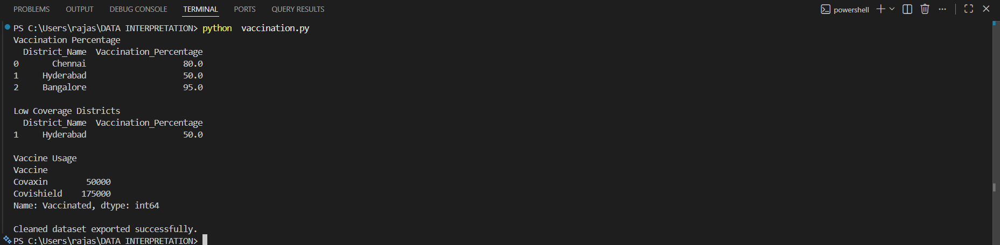 PROBLEMS OUTPUT DEBUG CONSOLE TERMINAL PORTS QUERY RESULTS powershell
PS C:\Users\rajas\DATA INTERPRETATION> python  vaccination.py
Vaccination Percentage
  District_Name  Vaccination_Percentage
0       Chennai                    80.0
1     Hyderabad                    50.0
2     Bangalore                    95.0
Low Coverage Districts
  District_Name  Vaccination_Percentage
1     Hyderabad                    50.0
Vaccine Usage
Vaccine
Covaxin        50000
Covishield    175000
Name: Vaccinated, dtype: int64
Cleaned dataset exported successfully.
PS C:\Users\rajas\DATA INTERPRETATION>